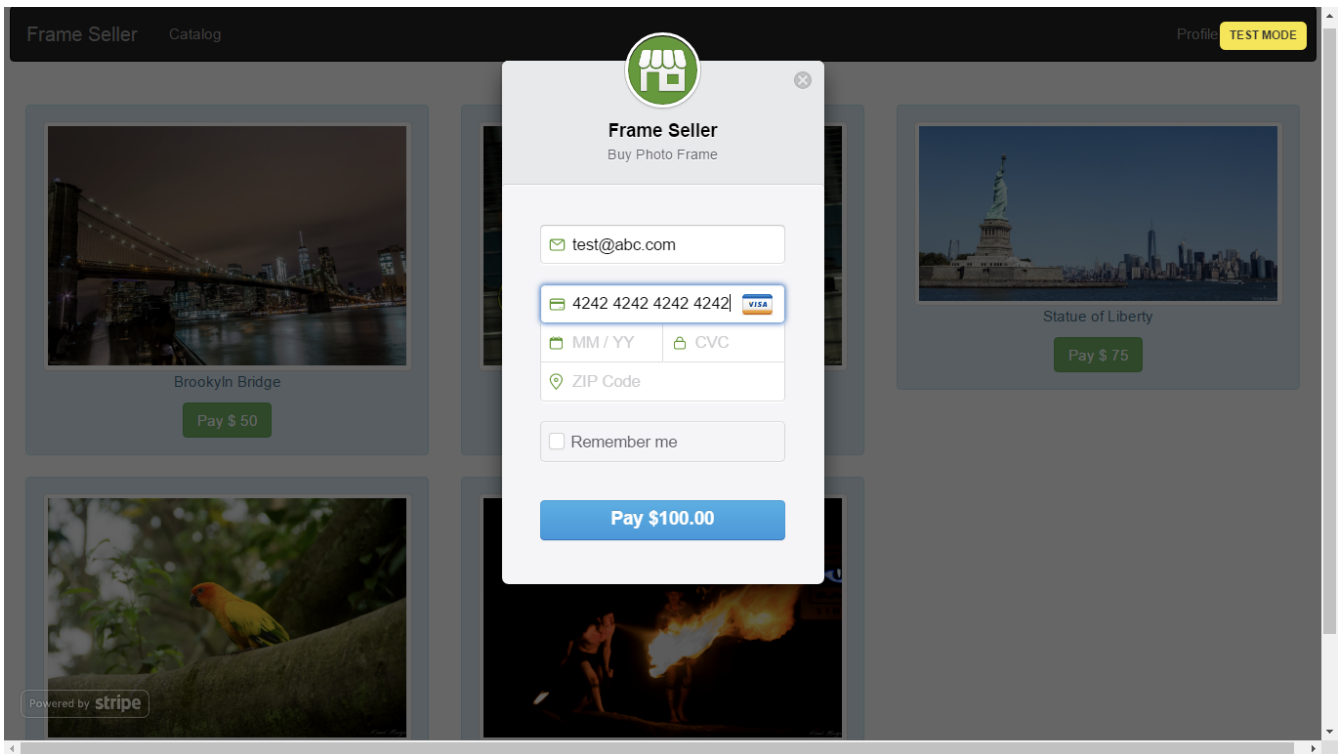 Frame Seller Catalog Profile TEST MODE
Frame Seller
Buy Photo Frame
test@abc.com
4242 4242 4242 4242 VISA
MM / YY CVC
ZIP Code
Remember me
Pay $100.00
Brookyln Bridge
Pay $ 50
Statue of Liberty
Pay $ 75
Powered by stripe